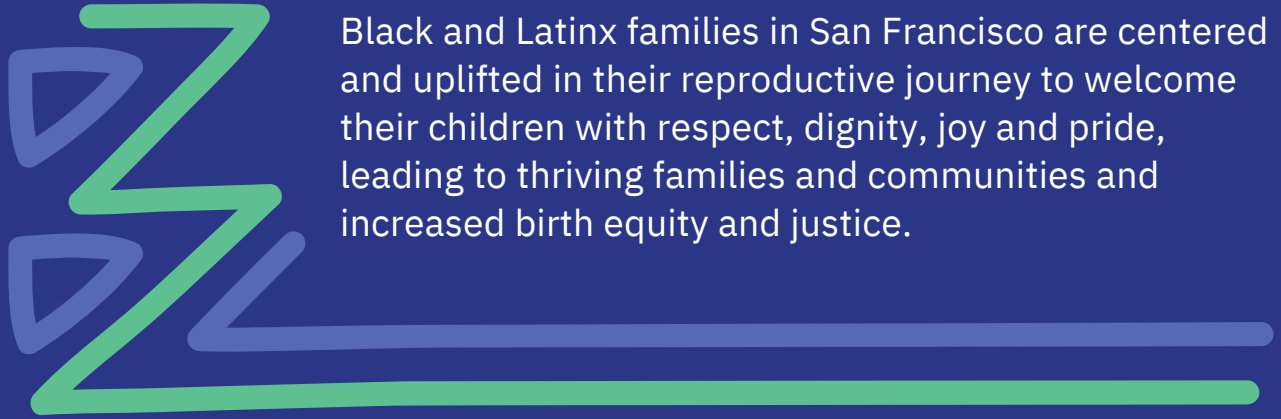 Black and Latinx families in San Francisco are centered
and uplifted in their reproductive journey to welcome
their children with respect, dignity, joy and pride,
leading to thriving families and communities and
increased birth equity and justice.